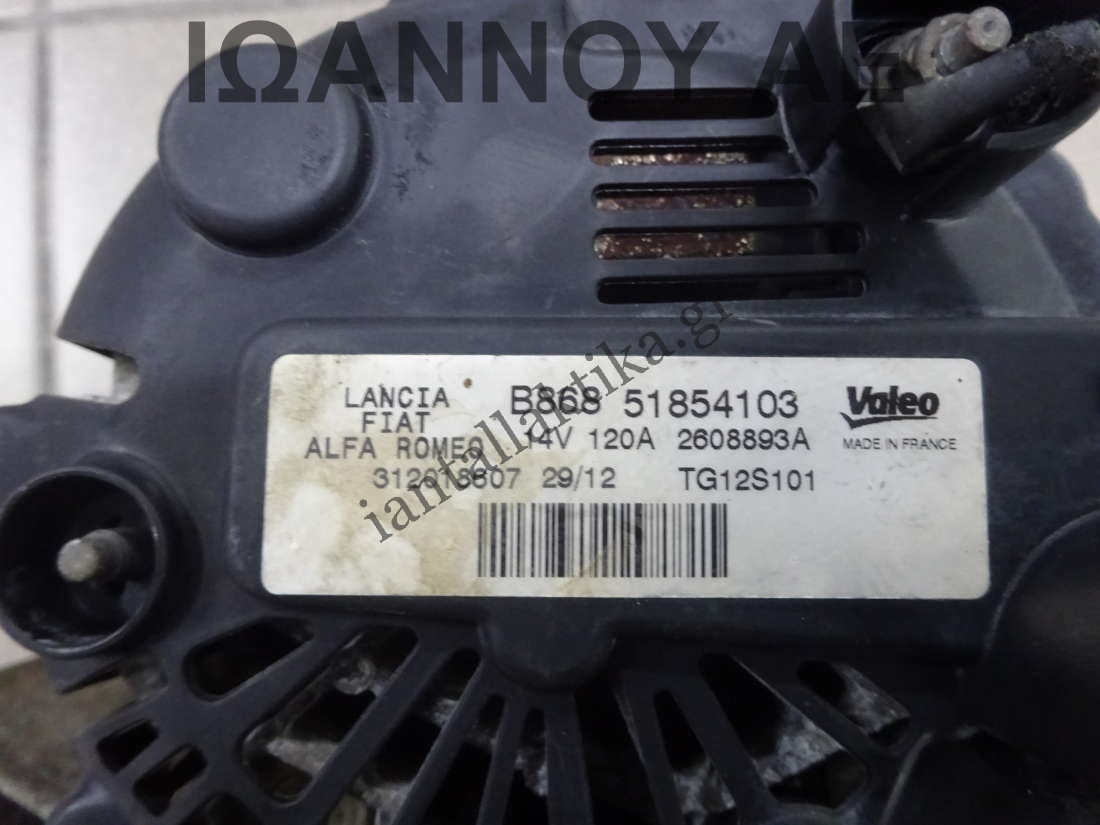 ΙΩΑΝΝΟΥ ΑΕ
iantallaktika.gr
LANCIA
FIAT
ALFA ROMEO
B868 51854103
14V 120A 2608893A
29/12 TG12S101
Valeo
MADE IN FRANCE